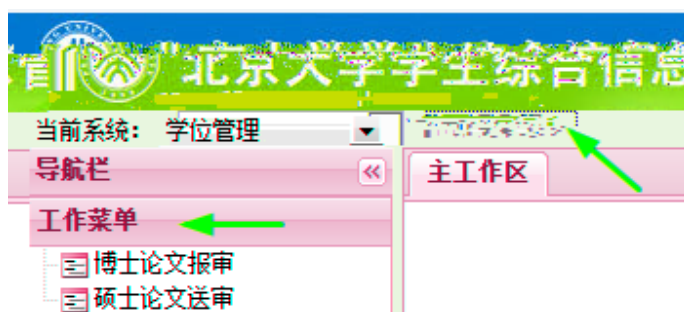 北京大学学生综合信息
当前系统： 学位管理
导航栏
主工作区
工作菜单
博士论文报审
硕士论文送审